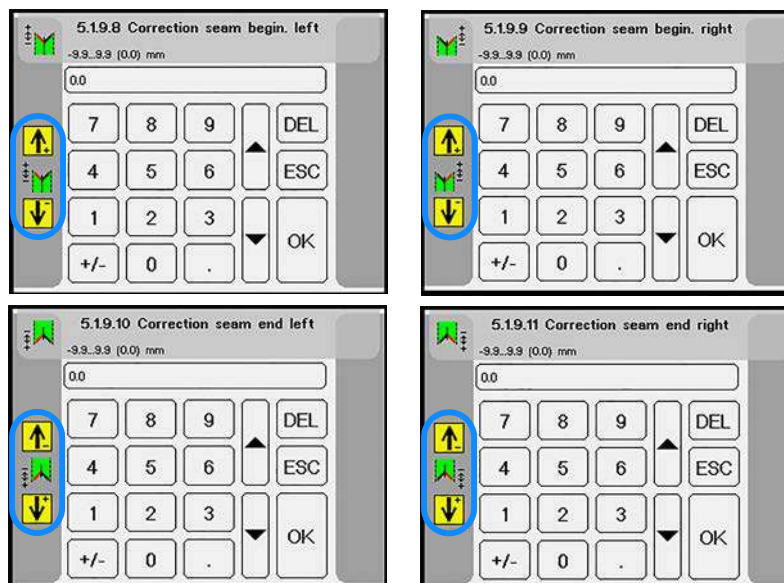 5.1.9.8 Correction seam begin. left
-9.9..9.9 (0.0) mm
0.0
7 8 9 DEL
4 5 6 ESC
1 2 3
OK
+/- 0 .
5.1.9.9 Correction seam begin. right
-9.9..9.9 (0.0) mm
0.0
7 8 9 DEL
4 5 6 ESC
1 2 3
OK
+/- 0 .
5.1.9.10 Correction seam end left
-9.9..9.9 (0.0) mm
0.0
7 8 9 DEL
4 5 6 ESC
1 2 3
OK
+/- 0 .
5.1.9.11 Correction seam end right
-9.9..9.9 (0.0) mm
0.0
7 8 9 DEL
4 5 6 ESC
1 2 3
OK
+/- 0 .